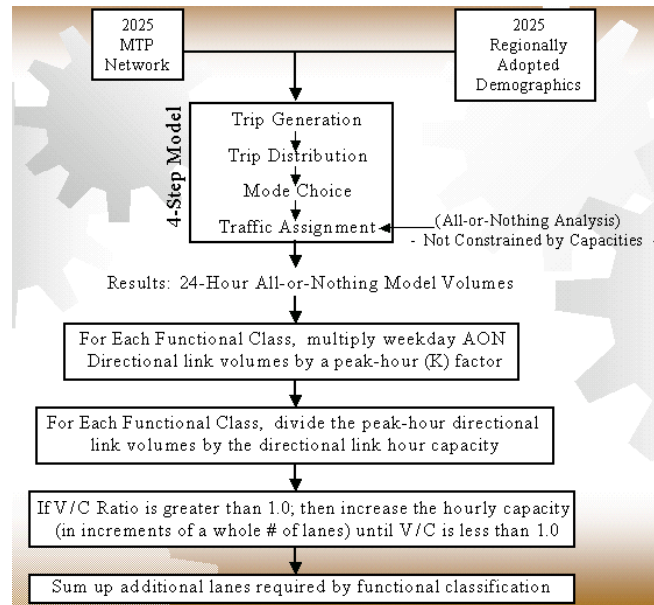 2025
MTP
Network
2025
Regionally
Adopted
Demographics
4-Step Model
Trip Generation
Trip Distribution
Mode Choice
Traffic Assignment
(All-or-Nothing Analysis)
- Not Constrained by Capacities -
Results: 24-Hour All-or-Nothing Model Volumes
For Each Functional Class, multiply weekday AON
Directional link volumes by a peak-hour (K) factor
For Each Functional Class, divide the peak-hour directional
link volumes by the directional link hour capacity
If V/C Ratio is greater than 1.0; then increase the hourly capacity
(in increments of a whole # of lanes) until V/C is less than 1.0
Sum up additional lanes required by functional classification